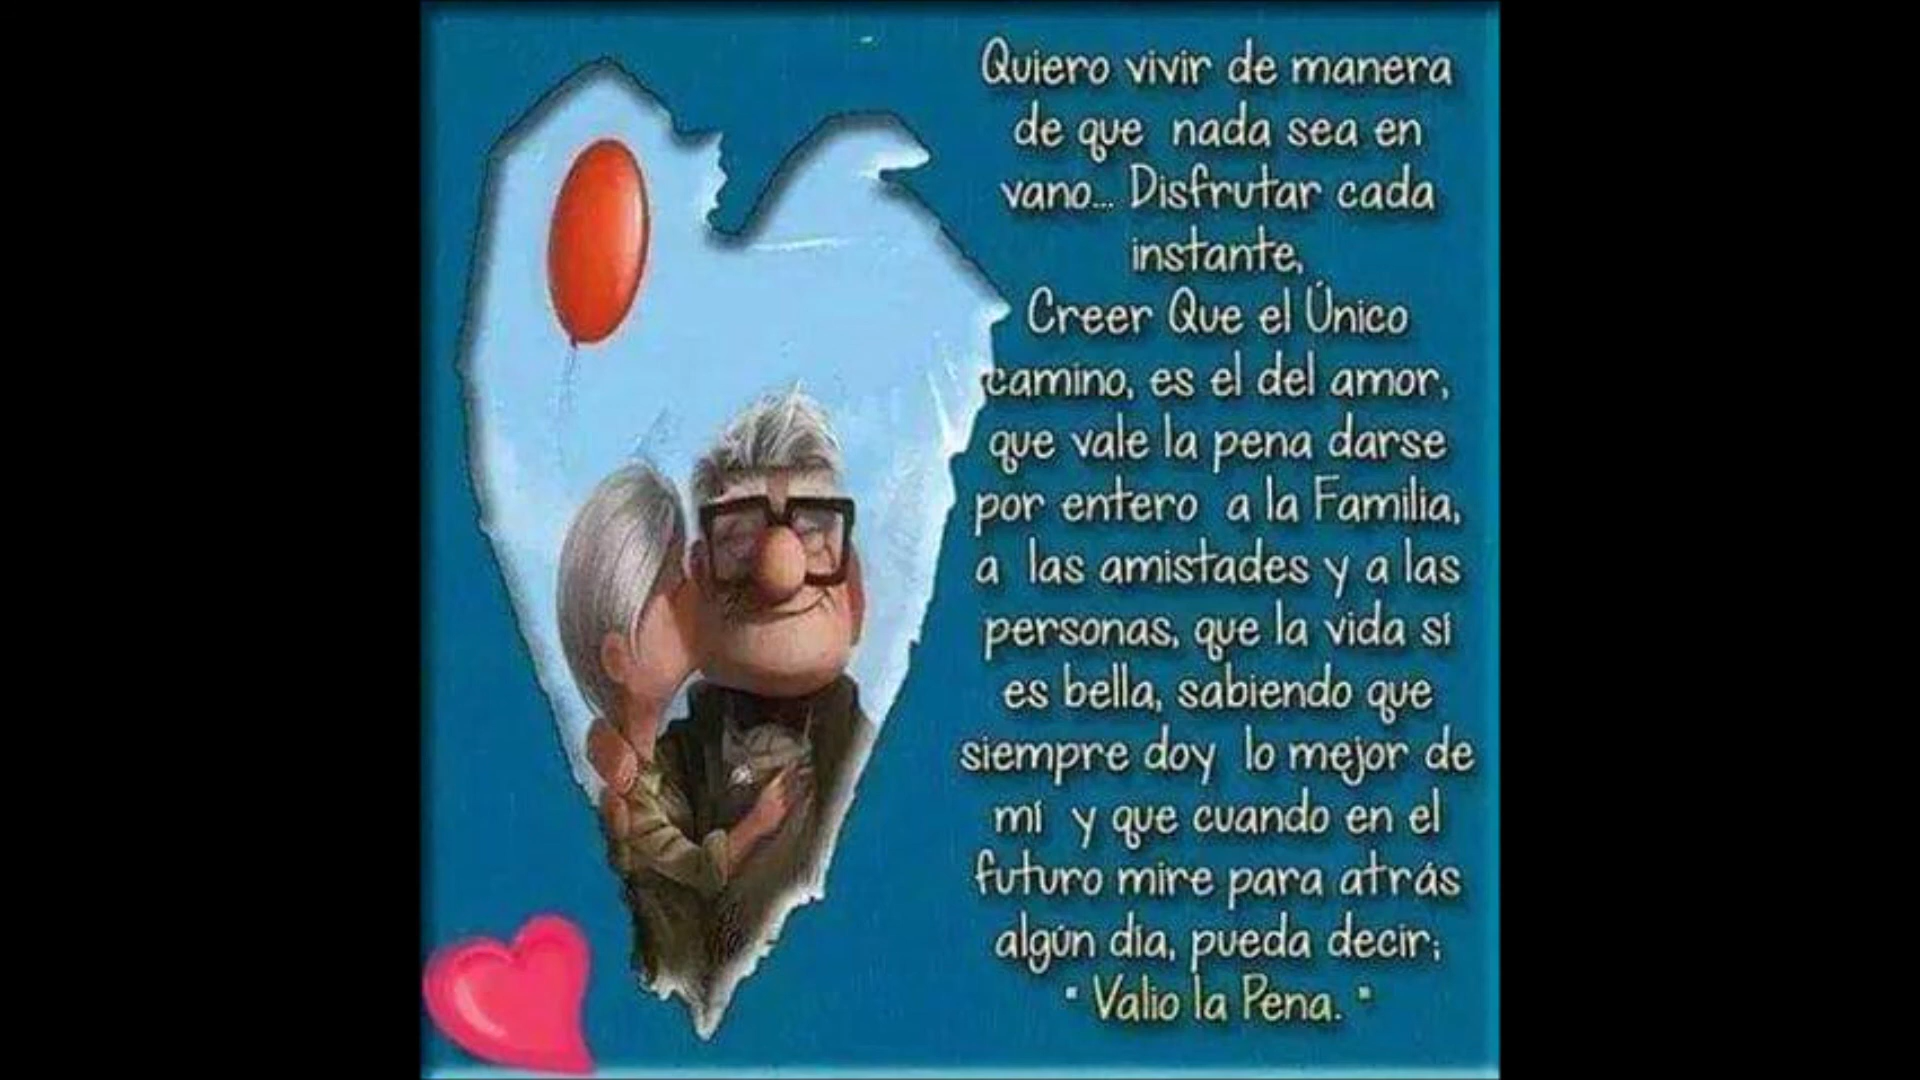 Quiero vivir de manera
de que nada sea en
vano... Disfrutar cada
instante,
Creer Que el Único
camino, es el del amor,
que vale la pena darse
por entero a la Familia,
a las amistades y a las
personas, que la vida sí
es bella, sabiendo que
siempre doy lo mejor de
mí y que cuando en el
futuro mire para atrás
algún día, pueda decir;
" Valio la Pena. "